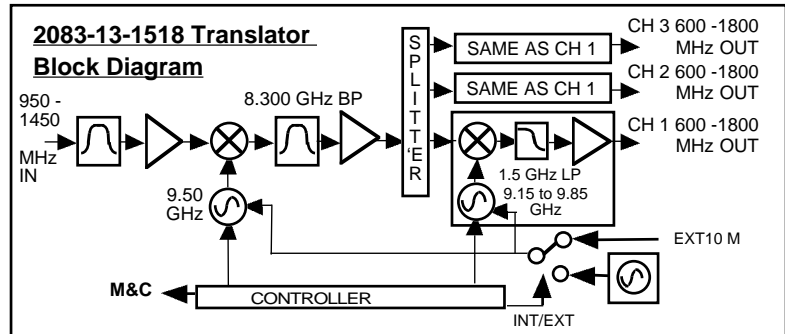 2083-13-1518 Translator
Block Diagram
950 -
1450
MHz
IN
8.300 GHz BP
9.50
GHz
SPLITT'ER
SAME AS CH 1
SAME AS CH 1
CH 3 600 -1800
MHz OUT
CH 2 600 -1800
MHz OUT
CH 1 600 -1800
MHz OUT
1.5 GHz LP
9.15 to 9.85
GHz
EXT10 M
M&C
CONTROLLER
INT/EXT